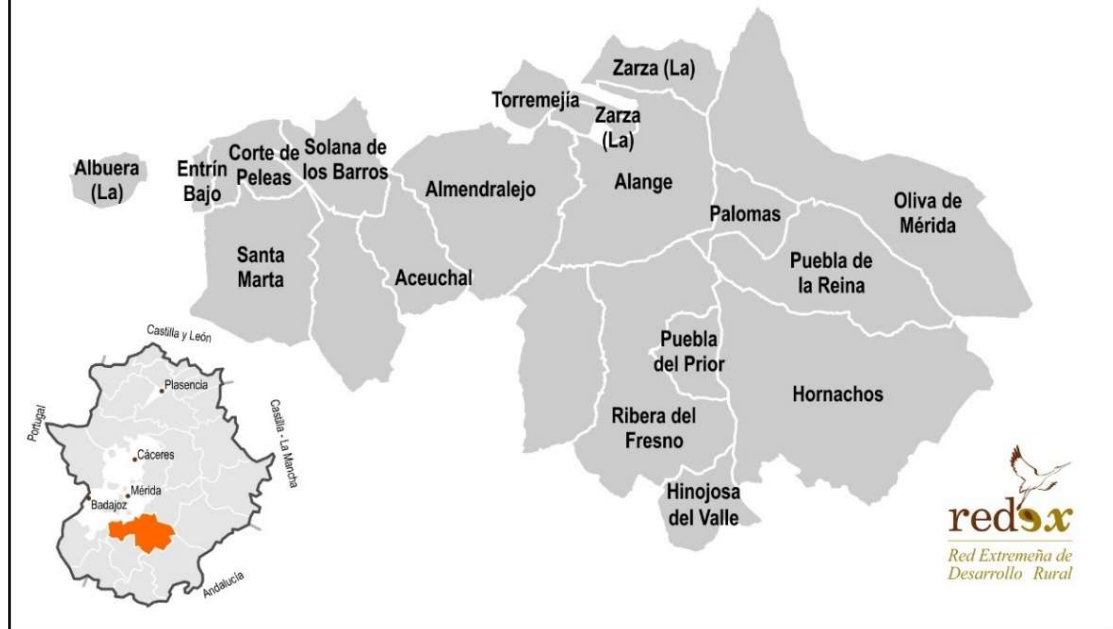 Zarza (La)
Torremejía
Zarza
(La)
Solana de
los Barros
Corte de
Peleas
Albuera
(La)
Entrín
Bajo
Almendralejo
Alange
Palomas
Oliva de
Mérida
Santa
Marta
Aceuchal
Puebla de
la Reina
Puebla
del Prior
Hornachos
Ribera del
Fresno
Hinojosa
del Valle
Castilla y León
Plasencia
Portugal
Castilla - La Mancha
Cáceres
Mérida
Badajoz
Andalucía
redex
Red Extremeña de
Desarrollo Rural